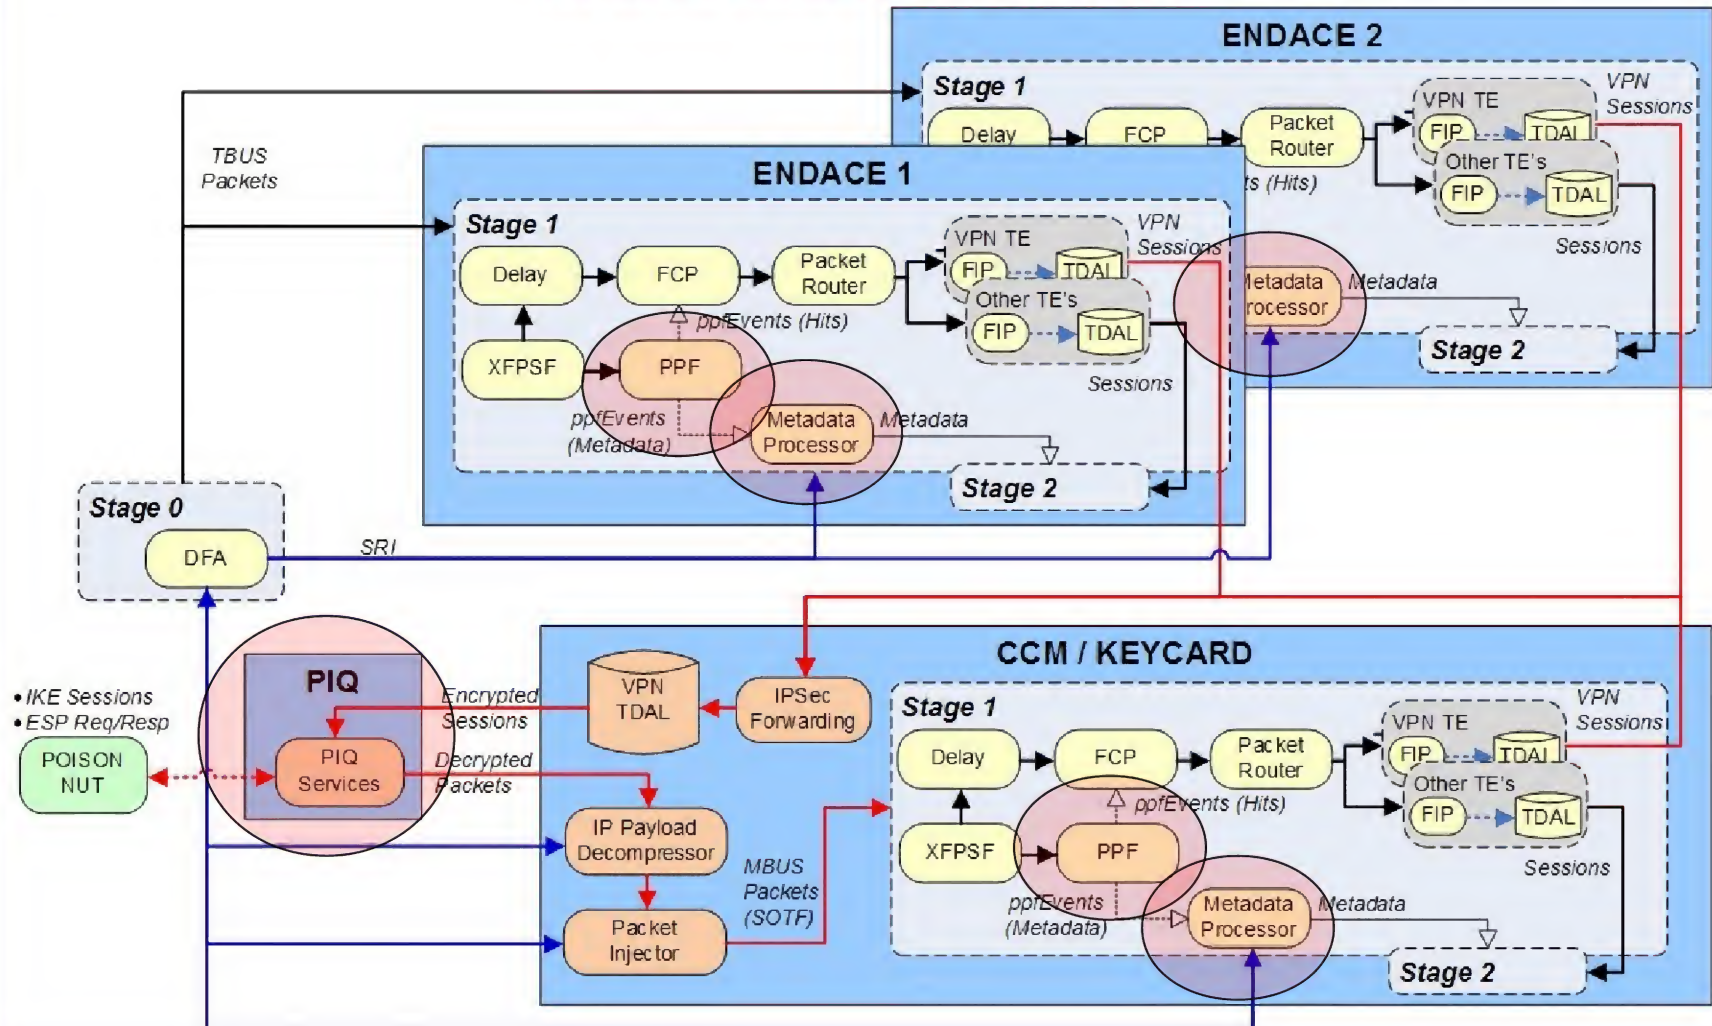 ENDACE 2
Stage 1
Delay
FCP
Packet
Router
VPN TE
FIP
TDAL
VPN
Sessions
Other TE's
FIP
TDAL
Sessions
(Hits)
Metadata
Stage 2
TBUS
Packets
ENDACE 1
Stage 1
Delay
FCP
Packet
Router
VPN TE
FIP
TDAL
VPN
Sessions
Other TE's
FIP
TDAL
Sessions
ppfEvents (Hits)
XFPSF
PPF
ppfEvents
(Metadata)
Metadata
Processor
Metadata
Stage 2
Stage 0
DFA
SRI
CCM / KEYCARD
PIQ
PIQ
Services
Encrypted
Sessions
Decrypted
Packets
• IKE Sessions
• ESP Req/Resp
POISON
NUT
VPN
TDAL
IPSec
Forwarding
IP Payload
Decompressor
Packet
Injector
MBUS
Packets
(SOTF)
Stage 1
Delay
FCP
Packet
Router
VPN TE
FIP
TDAL
VPN
Sessions
Other TE's
FIP
TDAL
Sessions
ppfEvents (Hits)
XFPSF
PPF
ppfEvents
(Metadata)
Metadata
Processor
Metadata
Stage 2